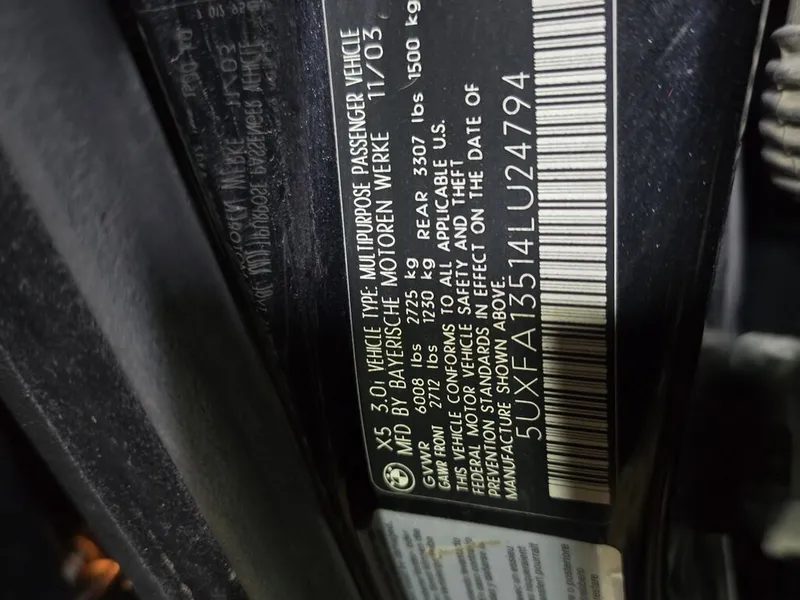 X5 3.0i VEHICLE TYPE: MULTIPURPOSE PASSENGER VEHICLE
MFD BY BAYERISCHE MOTOREN WERKE 11/03
GVWR 6008 lbs 2725 kg
GAWR FRONT 2712 lbs 1230 kg REAR 3307 lbs 1500 kg
THIS VEHICLE CONFORMS TO ALL APPLICABLE U.S.
FEDERAL MOTOR VEHICLE SAFETY AND THEFT
PREVENTION STANDARDS IN EFFECT ON THE DATE OF
MANUFACTURE SHOWN ABOVE.
5UXFA13514LU24794